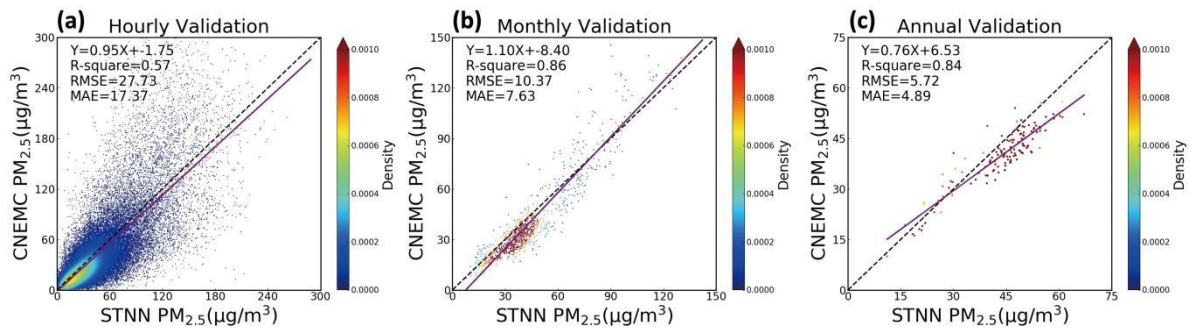 (a) Hourly Validation
Y=0.95X+-1.75
R-square=0.57
RMSE=27.73
MAE=17.37
CNEMC PM2.5(μg/m³)
300
240
180
120
60
0
0 60 120 180 240 300
STNN PM2.5(μg/m³)
0.0010
0.0008
0.0006
0.0004
0.0002
0.0000
Density
(b) Monthly Validation
Y=1.10X+-8.40
R-square=0.86
RMSE=10.37
MAE=7.63
CNEMC PM2.5(μg/m³)
150
120
90
60
30
0
0 30 60 90 120 150
STNN PM2.5(μg/m³)
0.0010
0.0008
0.0006
0.0004
0.0002
0.0000
Density
(c) Annual Validation
Y=0.76X+6.53
R-square=0.84
RMSE=5.72
MAE=4.89
CNEMC PM2.5(μg/m³)
75
60
45
30
15
0
0 15 30 45 60 75
STNN PM2.5(μg/m³)
0.0010
0.0008
0.0006
0.0004
0.0002
0.0000
Density